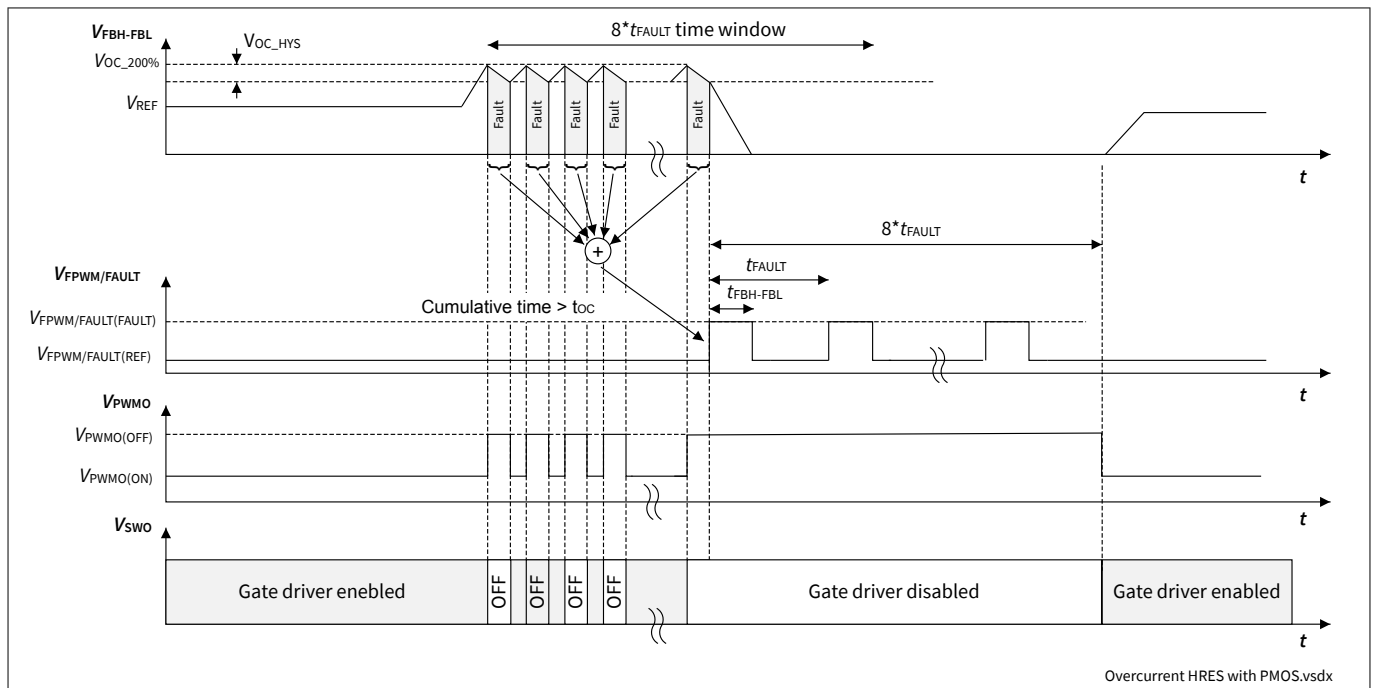 VFBH-FBL
VOC_HYS
8*tFAULT time window
VOC_200%
VREF
Fault
Fault
Fault
Fault
Fault
t
+
8*tFAULT
VFPWM/FAULT
tFAULT
tFBH-FBL
Cumulative time > toc
VFPWM/FAULT(FAULT)
VFPWM/FAULT(REF)
t
VPWMO
VPWMO(OFF)
VPWMO(ON)
t
VSWO
Gate driver enebled
OFF
OFF
OFF
OFF
Gate driver disabled
Gate driver enabled
t
Overcurrent HRES with PMOS.vsdx